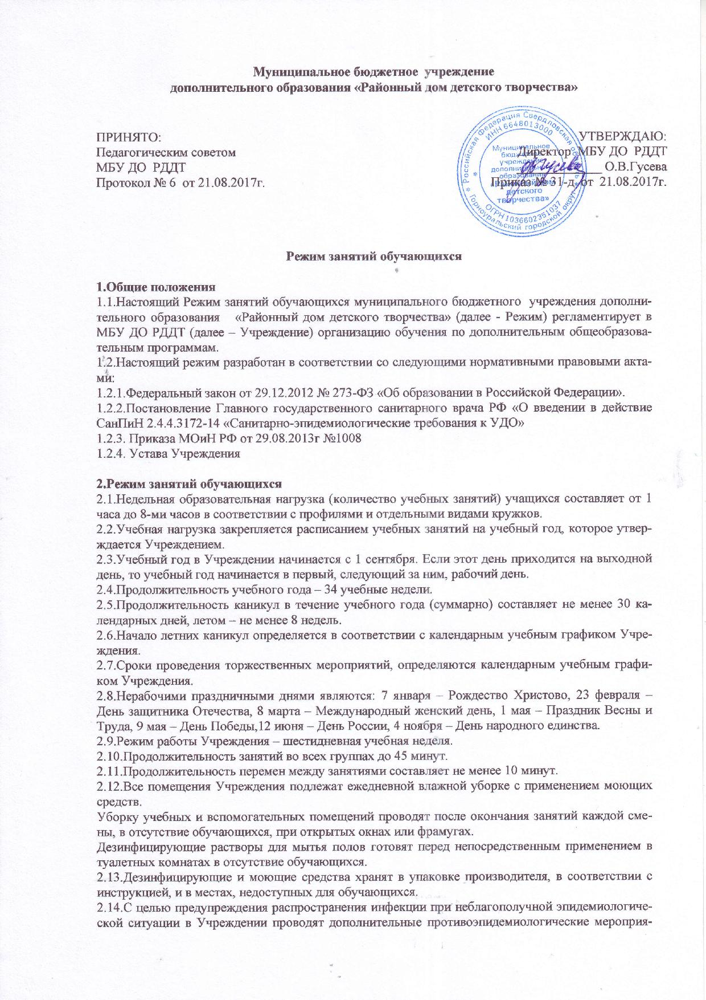 Муниципальное бюджетное учреждение
дополнительного образования «Районный дом детского творчества»
ПРИНЯТО:
Педагогическим советом
МБУ ДО РДДТ
Протокол № 6 от 21.08.2017г.
УТВЕРЖДАЮ:
Директор МБУ ДО РДДТ
____________ О.В.Гусева
Приказ № 31-д от 21.08.2017г.
Российская Федерация Свердловская область
Горноуральский городской округ
ИНН 6648013000
ОГРН 1036602351037
Муниципальное
бюджетное
учреждение
дополнительного
образования
«Районный дом
детского
творчества»
Режим занятий обучающихся
1.Общие положения
1.1.Настоящий Режим занятий обучающихся муниципального бюджетного учреждения дополни-
тельного образования «Районный дом детского творчества» (далее - Режим) регламентирует в
МБУ ДО РДДТ (далее – Учреждение) организацию обучения по дополнительным общеобразова-
тельным программам.
1.2.Настоящий режим разработан в соответствии со следующими нормативными правовыми акта-
ми:
1.2.1.Федеральный закон от 29.12.2012 № 273-ФЗ «Об образовании в Российской Федерации».
1.2.2.Постановление Главного государственного санитарного врача РФ «О введении в действие
СанПиН 2.4.4.3172-14 «Санитарно-эпидемиологические требования к УДО»
1.2.3. Приказа МОиН РФ от 29.08.2013г №1008
1.2.4. Устава Учреждения
2.Режим занятий обучающихся
2.1.Недельная образовательная нагрузка (количество учебных занятий) учащихся составляет от 1
часа до 8-ми часов в соответствии с профилями и отдельными видами кружков.
2.2.Учебная нагрузка закрепляется расписанием учебных занятий на учебный год, которое утвер-
ждается Учреждением.
2.3.Учебный год в Учреждении начинается с 1 сентября. Если этот день приходится на выходной
день, то учебный год начинается в первый, следующий за ним, рабочий день.
2.4.Продолжительность учебного года – 34 учебные недели.
2.5.Продолжительность каникул в течение учебного года (суммарно) составляет не менее 30 ка-
лендарных дней, летом – не менее 8 недель.
2.6.Начало летних каникул определяется в соответствии с календарным учебным графиком Учре-
ждения.
2.7.Сроки проведения торжественных мероприятий, определяются календарным учебным графи-
ком Учреждения.
2.8.Нерабочими праздничными днями являются: 7 января – Рождество Христово, 23 февраля –
День защитника Отечества, 8 марта – Международный женский день, 1 мая – Праздник Весны и
Труда, 9 мая – День Победы,12 июня – День России, 4 ноября – День народного единства.
2.9.Режим работы Учреждения – шестидневная учебная неделя.
2.10.Продолжительность занятий во всех группах до 45 минут.
2.11.Продолжительность перемен между занятиями составляет не менее 10 минут.
2.12.Все помещения Учреждения подлежат ежедневной влажной уборке с применением моющих
средств.
Уборку учебных и вспомогательных помещений проводят после окончания занятий каждой сме-
ны, в отсутствие обучающихся, при открытых окнах или фрамугах.
Дезинфицирующие растворы для мытья полов готовят перед непосредственным применением в
туалетных комнатах в отсутствие обучающихся.
2.13.Дезинфицирующие и моющие средства хранят в упаковке производителя, в соответствии с
инструкцией, и в местах, недоступных для обучающихся.
2.14.С целью предупреждения распространения инфекции при неблагополучной эпидемиологиче-
ской ситуации в Учреждении проводят дополнительные противоэпидемиологические мероприя-